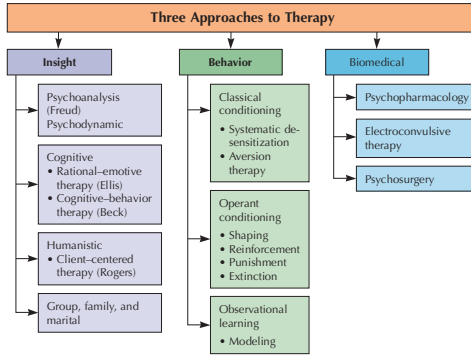 Three Approaches to Therapy
Insight
Psychoanalysis
(Freud)
Psychodynamic
Cognitive
• Rational–emotive
therapy (Ellis)
• Cognitive–behavior
therapy (Beck)
Humanistic
• Client–centered
therapy (Rogers)
Group, family, and
marital
Behavior
Classical
conditioning
• Systematic de-
sensitization
• Aversion
therapy
Operant
conditioning
• Shaping
• Reinforcement
• Punishment
• Extinction
Observational
learning
• Modeling
Biomedical
Psychopharmacology
Electroconvulsive
therapy
Psychosurgery